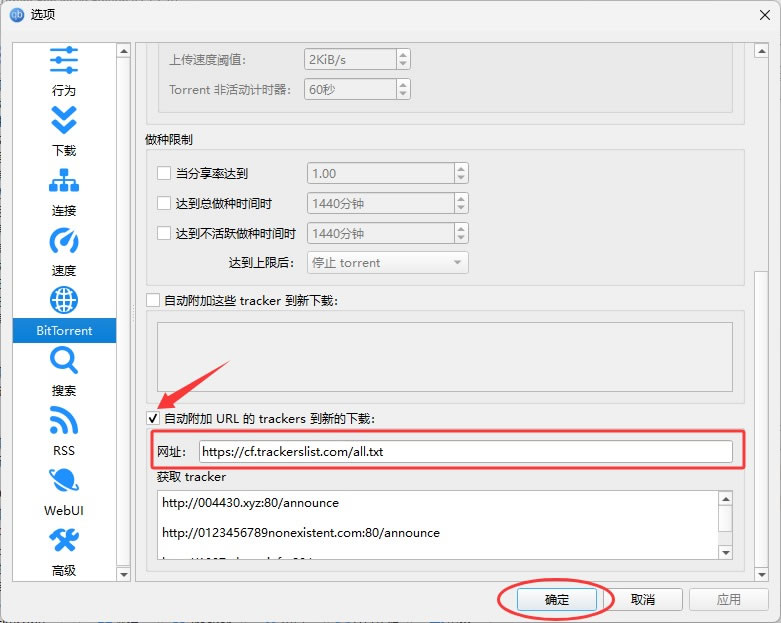 选项
行为
下载
连接
速度
BitTorrent
搜索
RSS
WebUI
高级
上传速度阈值:
2KiB/s
Torrent 非活动计时器:
60秒
做种限制
当分享率达到
1.00
达到总做种时间时
1440分钟
达到不活跃做种时间时
1440分钟
达到上限后:
停止 torrent
自动附加这些 tracker 到新下载:
自动附加 URL 的 trackers 到新的下载:
网址:
https://cf.trackerslist.com/all.txt
获取 tracker
http://004430.xyz:80/announce
http://0123456789nonexistent.com:80/announce
确定
取消
应用